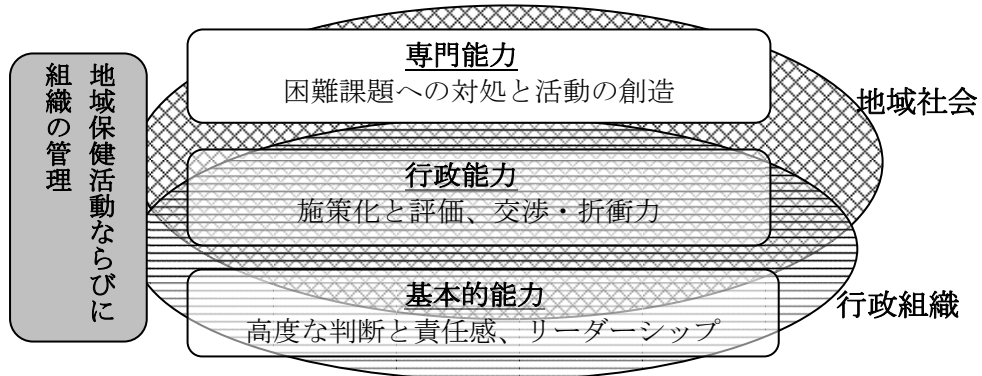 地域保健活動ならびに
組織の管理
専門能力
困難課題への対処と活動の創造
地域社会
行政能力
施策化と評価、交渉・折衝力
基本的能力
高度な判断と責任感、リーダーシップ
行政組織